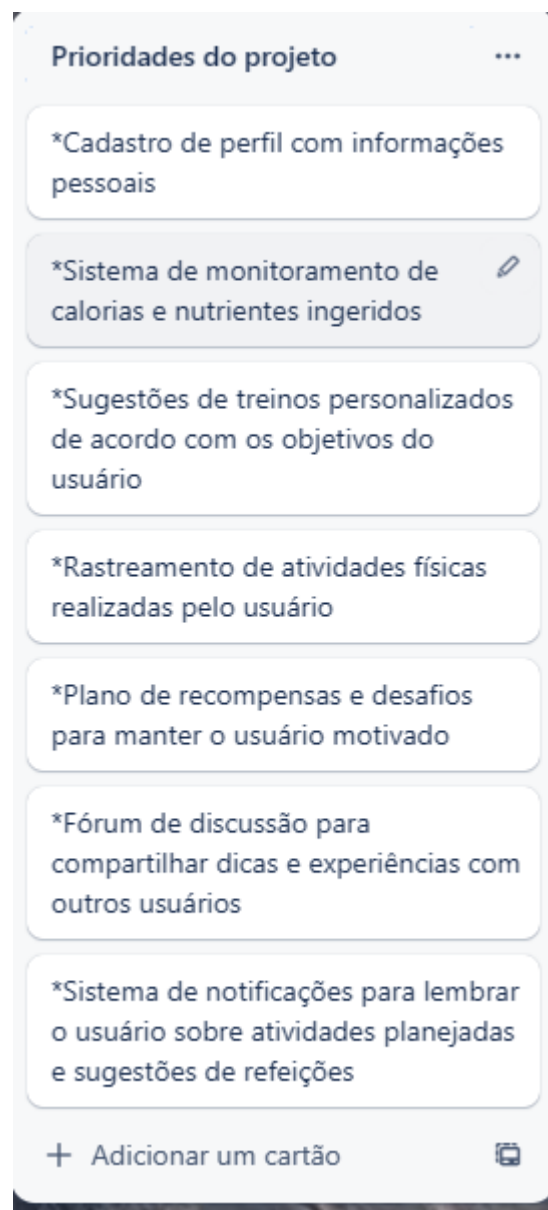 Prioridades do projeto
*Cadastro de perfil com informações
pessoais
*Sistema de monitoramento de
calorias e nutrientes ingeridos
*Sugestões de treinos personalizados
de acordo com os objetivos do
usuário
*Rastreamento de atividades físicas
realizadas pelo usuário
*Plano de recompensas e desafios
para manter o usuário motivado
*Fórum de discussão para
compartilhar dicas e experiências com
outros usuários
*Sistema de notificações para lembrar
o usuário sobre atividades planejadas
e sugestões de refeições
+ Adicionar um cartão